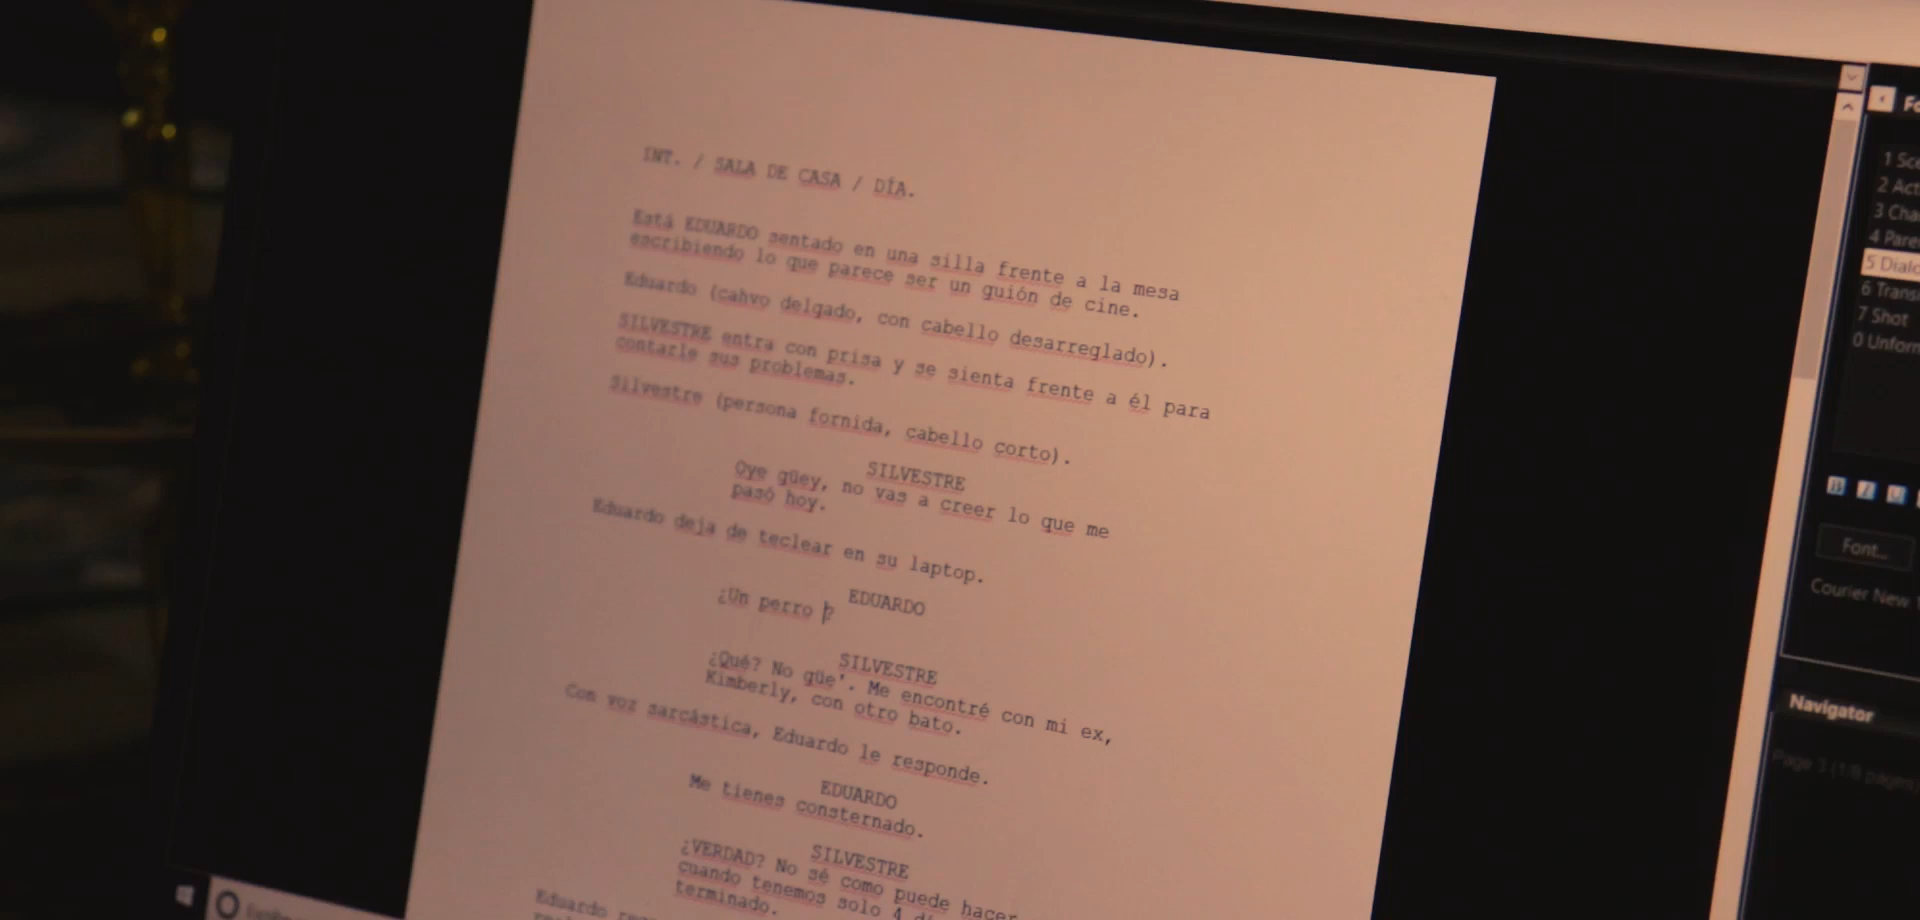 INT. / SALA DE CASA / DÍA.
Está EDUARDO sentado en una silla frente a la mesa
escribiendo lo que parece ser un guión de cine.
Eduardo (cahvo delgado, con cabello desarreglado).
SILVESTRE entra con prisa y se sienta frente a él para
contarle sus problemas.
Silvestre (persona fornida, cabello corto).
SILVESTRE
Oye güey, no vas a creer lo que me
pasó hoy.
Eduardo deja de teclear en su laptop.
EDUARDO
¿Un perro ?
SILVESTRE
¿Qué? No güe'. Me encontré con mi ex,
Kimberly, con otro bato.
Con voz sarcástica, Eduardo le responde.
EDUARDO
Me tienes consternado.
SILVESTRE
¿VERDAD? No sé como puede hacer
cuando tenemos solo 4
terminado.
Eduardo
1 Sce
2 Act
3 Cha
4 Pare
5 Dialo
6 Transi
7 Shot
0 Unform
B I U
Font...
Courier New
Navigator
Page